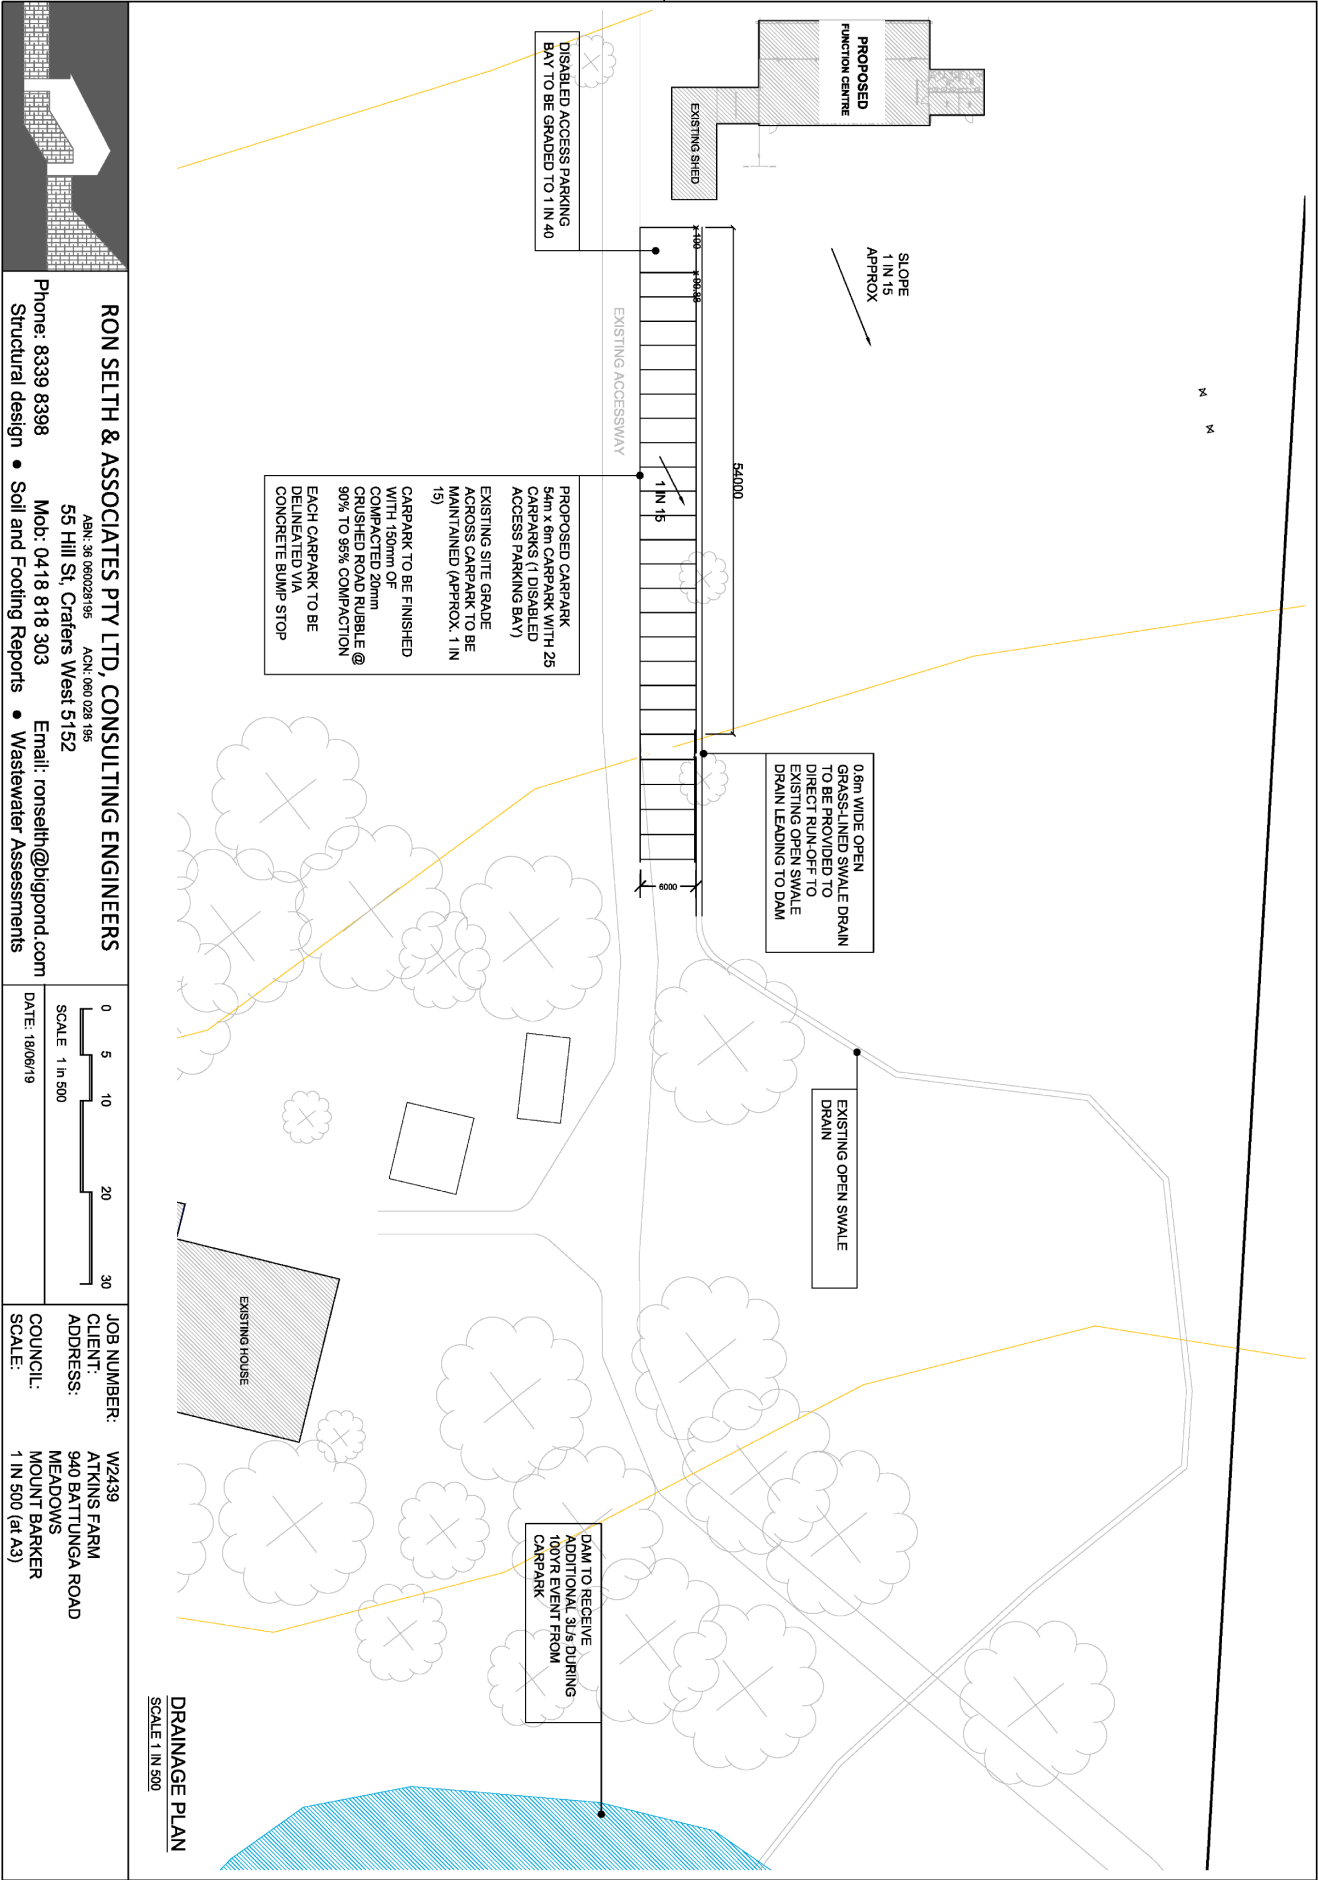 PROPOSED
FUNCTION CENTRE
EXISTING SHED
SLOPE
1 IN 15
APPROX
DISABLED ACCESS PARKING
BAY TO BE GRADED TO 1 IN 40
x 100
x 99.88
54000
EXISTING ACCESSWAY
1 IN 15
PROPOSED CARPARK
54m x 6m CARPARK WITH 25
CARPARKS (1 DISABLED
ACCESS PARKING BAY)
EXISTING SITE GRADE
ACROSS CARPARK TO BE
MAINTAINED (APPROX. 1 IN
15)
CARPARK TO BE FINISHED
WITH 150mm OF
COMPACTED 20mm
CRUSHED ROAD RUBBLE @
90% TO 95% COMPACTION
EACH CARPARK TO BE
DELINEATED VIA
CONCRETE BUMP STOP
0.6m WIDE OPEN
GRASS-LINED SWALE DRAIN
TO BE PROVIDED TO
DIRECT RUN-OFF TO
EXISTING OPEN SWALE
DRAIN LEADING TO DAM
6000
EXISTING OPEN SWALE
DRAIN
EXISTING HOUSE
DAM TO RECEIVE
ADDITIONAL 3L/s DURING
100YR EVENT FROM
CARPARK
DRAINAGE PLAN
SCALE 1 IN 500
RON SELTH & ASSOCIATES PTY LTD, CONSULTING ENGINEERS
ABN: 36 060028195 ACN: 060 028 195
55 Hill St, Crafers West 5152
Phone: 8339 8398 Mob: 0418 818 303 Email: ronselth@bigpond.com
Structural design ● Soil and Footing Reports ● Wastewater Assessments
0 5 10 20 30
SCALE 1 in 500
DATE: 18/06/19
JOB NUMBER: W2439
CLIENT: ATKINS FARM
ADDRESS: 940 BATTUNGA ROAD
MEADOWS
COUNCIL: MOUNT BARKER
SCALE: 1 IN 500 (at A3)